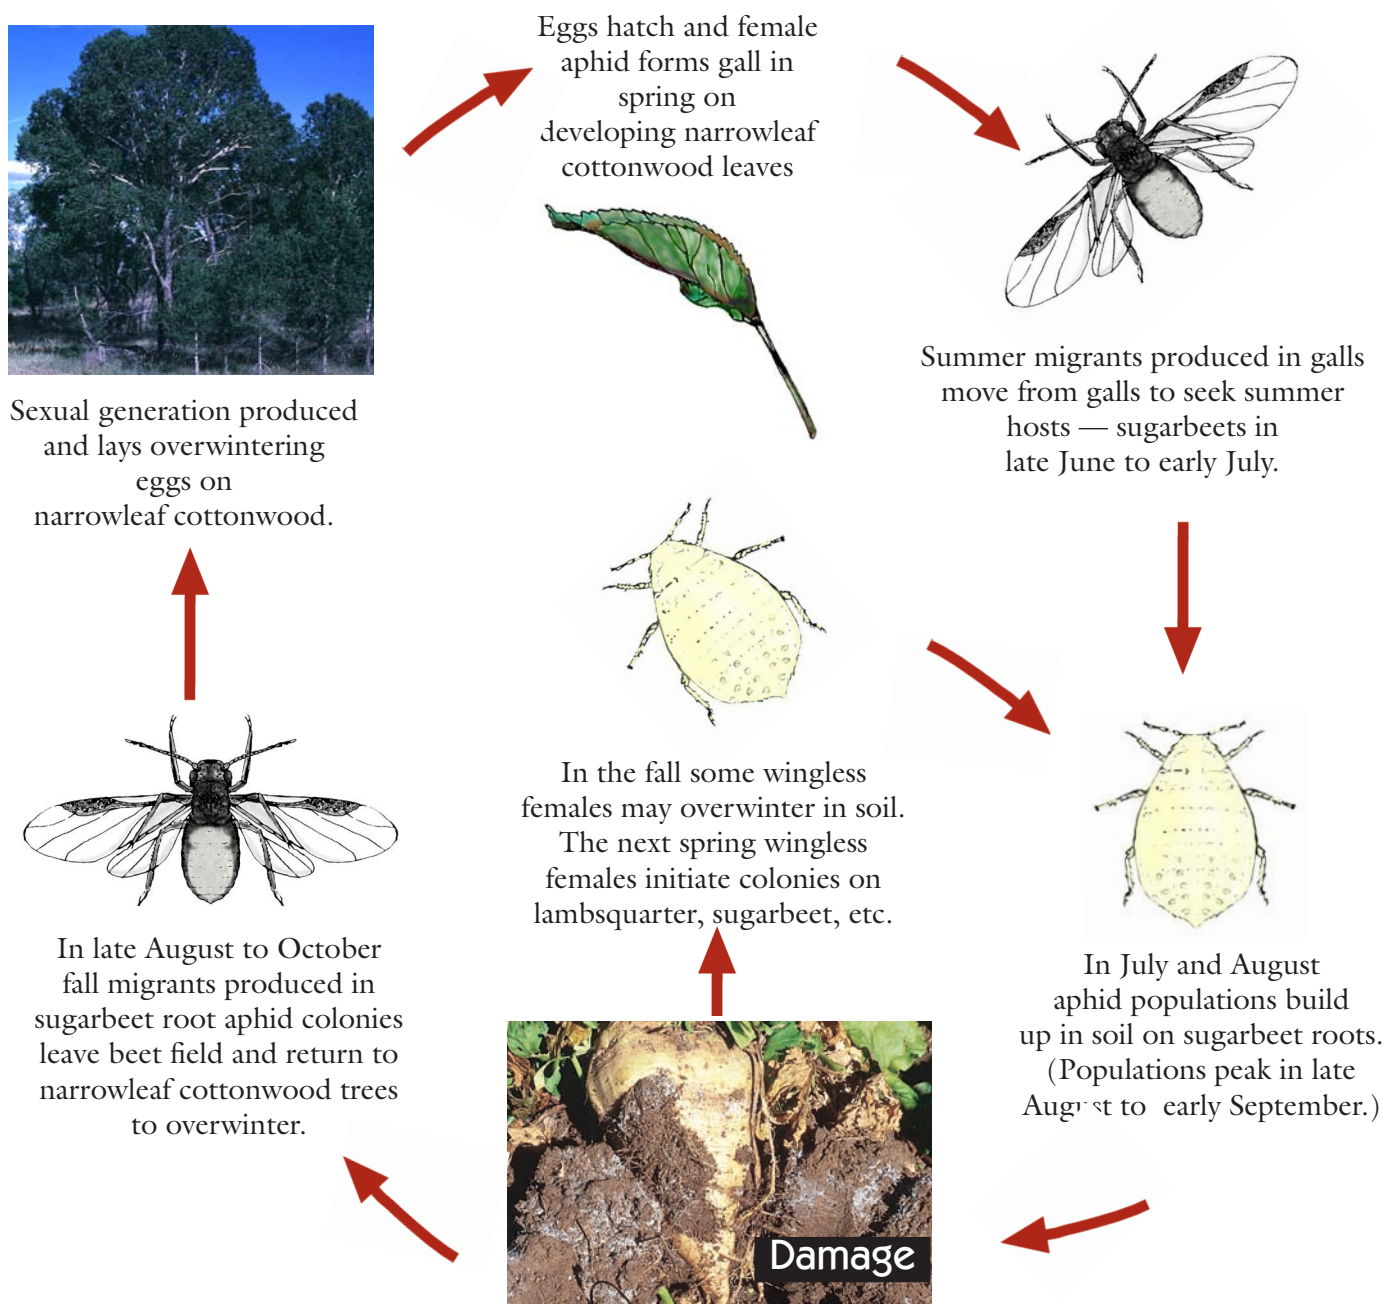 Eggs hatch and female
aphid forms gall in
spring on
developing narrowleaf
cottonwood leaves
Summer migrants produced in galls
move from galls to seek summer
hosts — sugarbeets in
late June to early July.
Sexual generation produced
and lays overwintering
eggs on
narrowleaf cottonwood.
In the fall some wingless
females may overwinter in soil.
The next spring wingless
females initiate colonies on
lambsquarter, sugarbeet, etc.
In July and August
aphid populations build
up in soil on sugarbeet roots.
(Populations peak in late
August to early September.)
In late August to October
fall migrants produced in
sugarbeet root aphid colonies
leave beet field and return to
narrowleaf cottonwood trees
to overwinter.
Damage